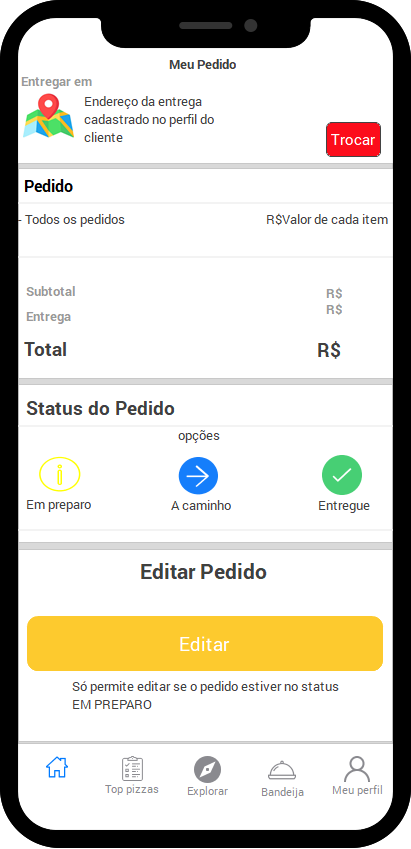 Meu Pedido
Entregar em
Endereço da entrega
cadastrado no perfil do
cliente
Trocar
Pedido
- Todos os pedidos R$Valor de cada item
Subtotal R$
Entrega R$
Total R$
Status do Pedido
opções
Em preparo A caminho Entregue
Editar Pedido
Editar
Só permite editar se o pedido estiver no status
EM PREPARO
Top pizzas Explorar Bandeija Meu perfil